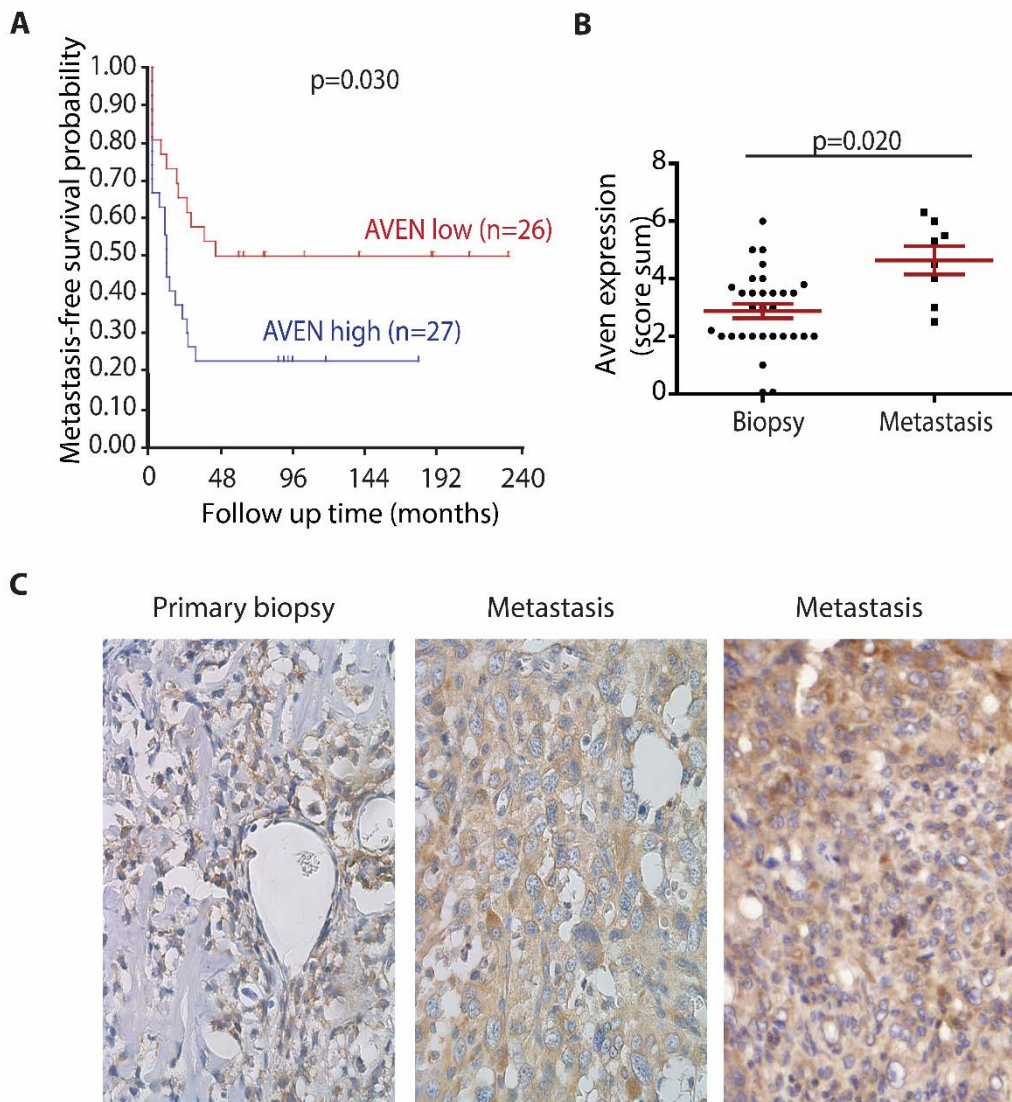 A
Metastasis-free survival probability
1.00
0.90
0.80
0.70
0.60
0.50
0.40
0.30
0.20
0.10
0.00
p=0.030
AVEN low (n=26)
AVEN high (n=27)
0 48 96 144 192 240
Follow up time (months)
B
p=0.020
Aven expression
(score sum)
8
6
4
2
0
Biopsy Metastasis
C
Primary biopsy Metastasis Metastasis